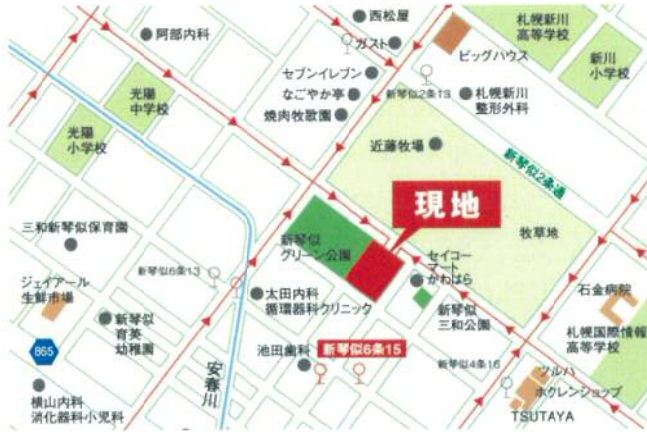 西松屋
阿部内科
ガスト
札幌新川
高等学校
ビッグハウス
新川
小学校
セブンイレブン
なごやか亭
焼肉牧歌園
新琴似2条13
札幌新川
整形外科
光陽
中学校
光陽
小学校
近藤牧場
新琴似2条通
現地
牧草地
三和新琴似保育園
新琴似
グリーン公園
新琴似6条13
セイコー
マート
かわはら
ジェイアール
生鮮市場
太田内科
循環器科クリニック
石金病院
新琴似
育英
幼稚園
新琴似
三和公園
札幌国際情報
高等学校
865
安春川
池田歯科
新琴似6条15
新琴似4条16
ツルハ
ホクレンショップ
横山内科
消化器科小児科
TSUTAYA